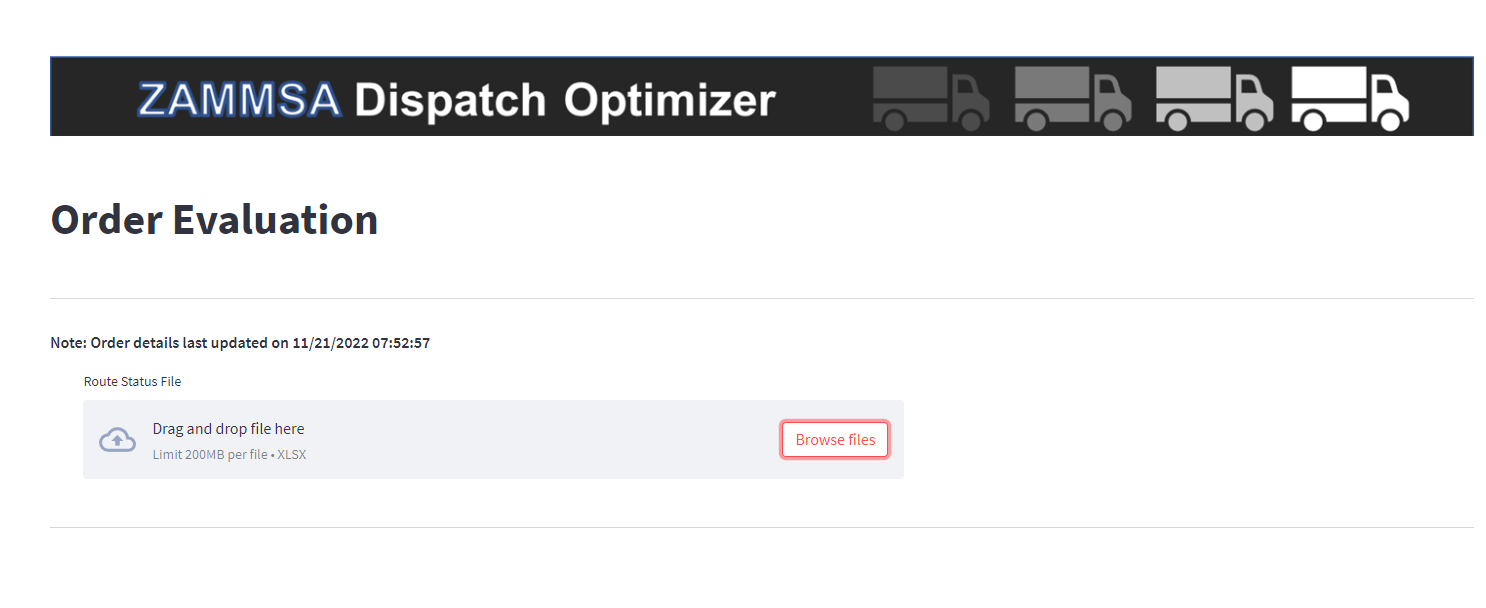 ZAMMSA Dispatch Optimizer
Order Evaluation
Note: Order details last updated on 11/21/2022 07:52:57
Route Status File
Drag and drop file here
Limit 200MB per file • XLSX
Browse files